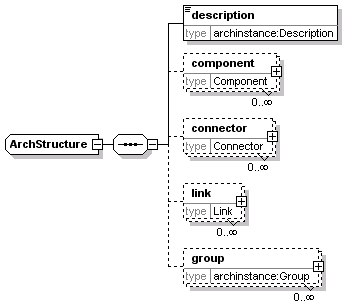 description
type archinstance:Description
component
type Component
0..∞
connector
type Connector
0..∞
ArchStructure
link
type Link
0..∞
group
type archinstance:Group
0..∞